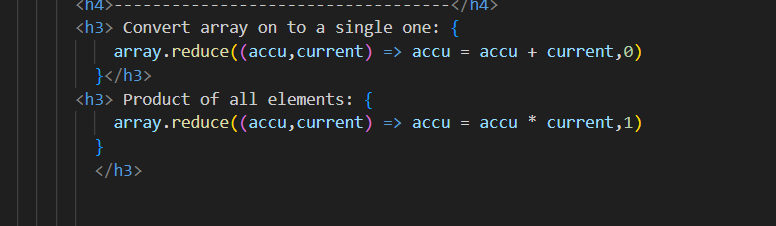 <h4>-----------------------------------</h4>
<h3> Convert array on to a single one: {
array.reduce((accu,current) => accu = accu + current,0)
}</h3>
<h3> Product of all elements: {
array.reduce((accu,current) => accu = accu * current,1)
}
</h3>